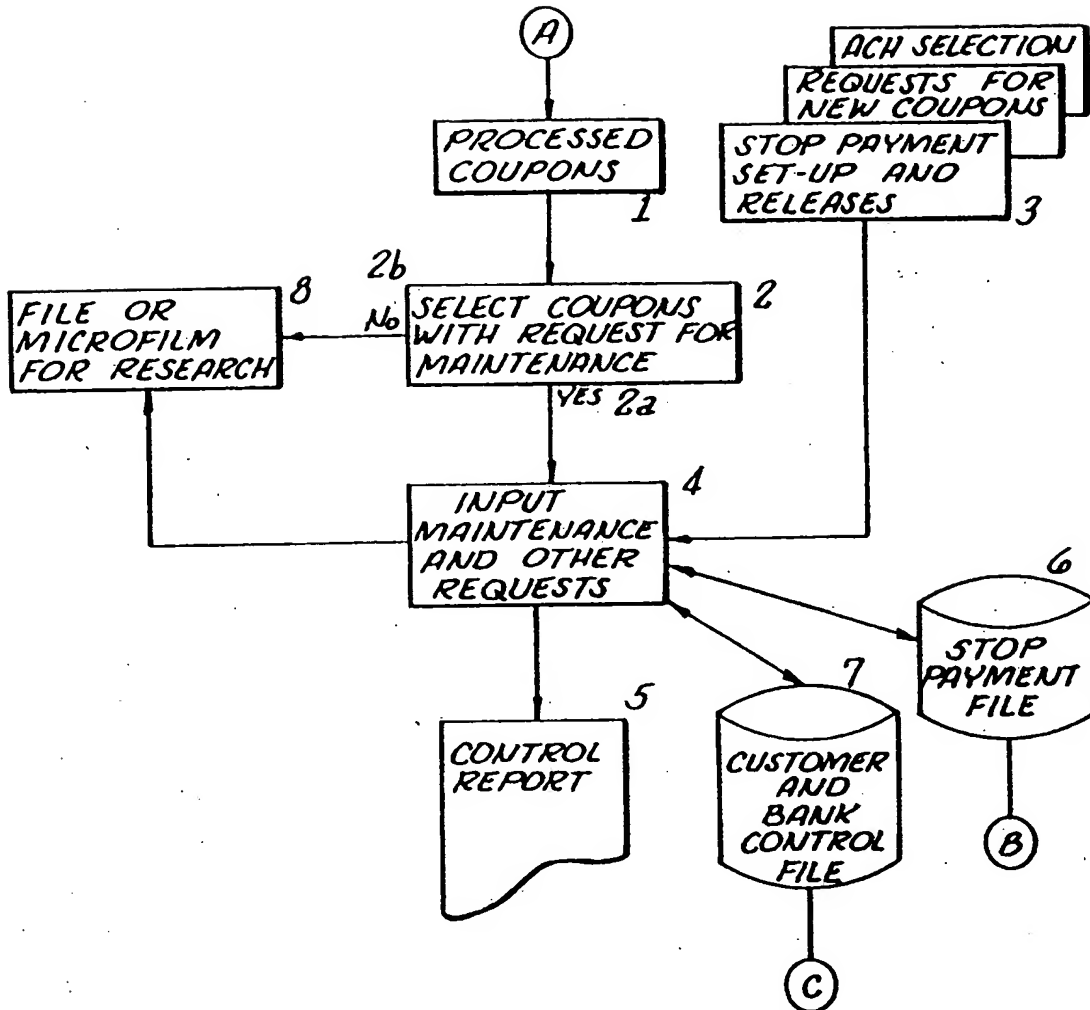 A
ACH SELECTION
REQUESTS FOR
NEW COUPONS
STOP PAYMENT
SET-UP AND
RELEASES
3
PROCESSED
COUPONS
1
2b
No
SELECT COUPONS
WITH REQUEST FOR
MAINTENANCE
2
YES 2a
8
FILE OR
MICROFILM
FOR RESEARCH
4
INPUT
MAINTENANCE
AND OTHER
REQUESTS
6
STOP
PAYMENT
FILE
5
CONTROL
REPORT
7
CUSTOMER
AND
BANK
CONTROL
FILE
B
C